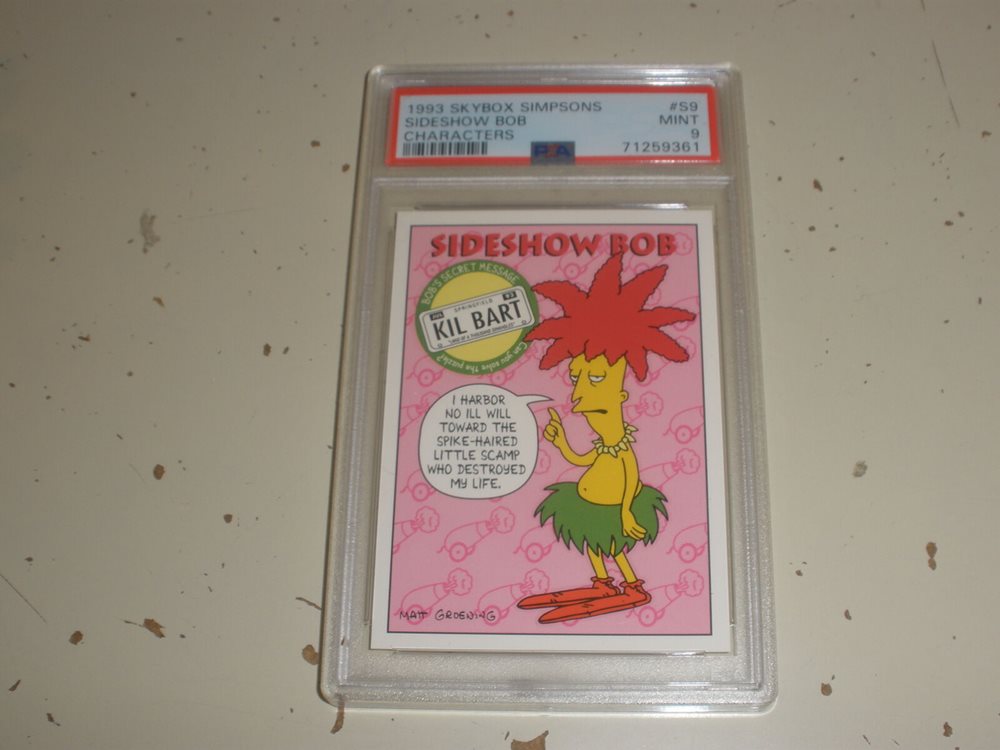 1993 SKYBOX SIMPSONS #S9
SIDESHOW BOB MINT
CHARACTERS 9
PSA 71259361
SIDESHOW BOB
BOB'S SECRET MESSAGE
SPRINGFIELD 93
KIL BART
Can you solve the puzzle?
I HARBOR
NO ILL WILL
TOWARD THE
SPIKE-HAIRED
LITTLE SCAMP
WHO DESTROYED
MY LIFE.
MATT GROENING